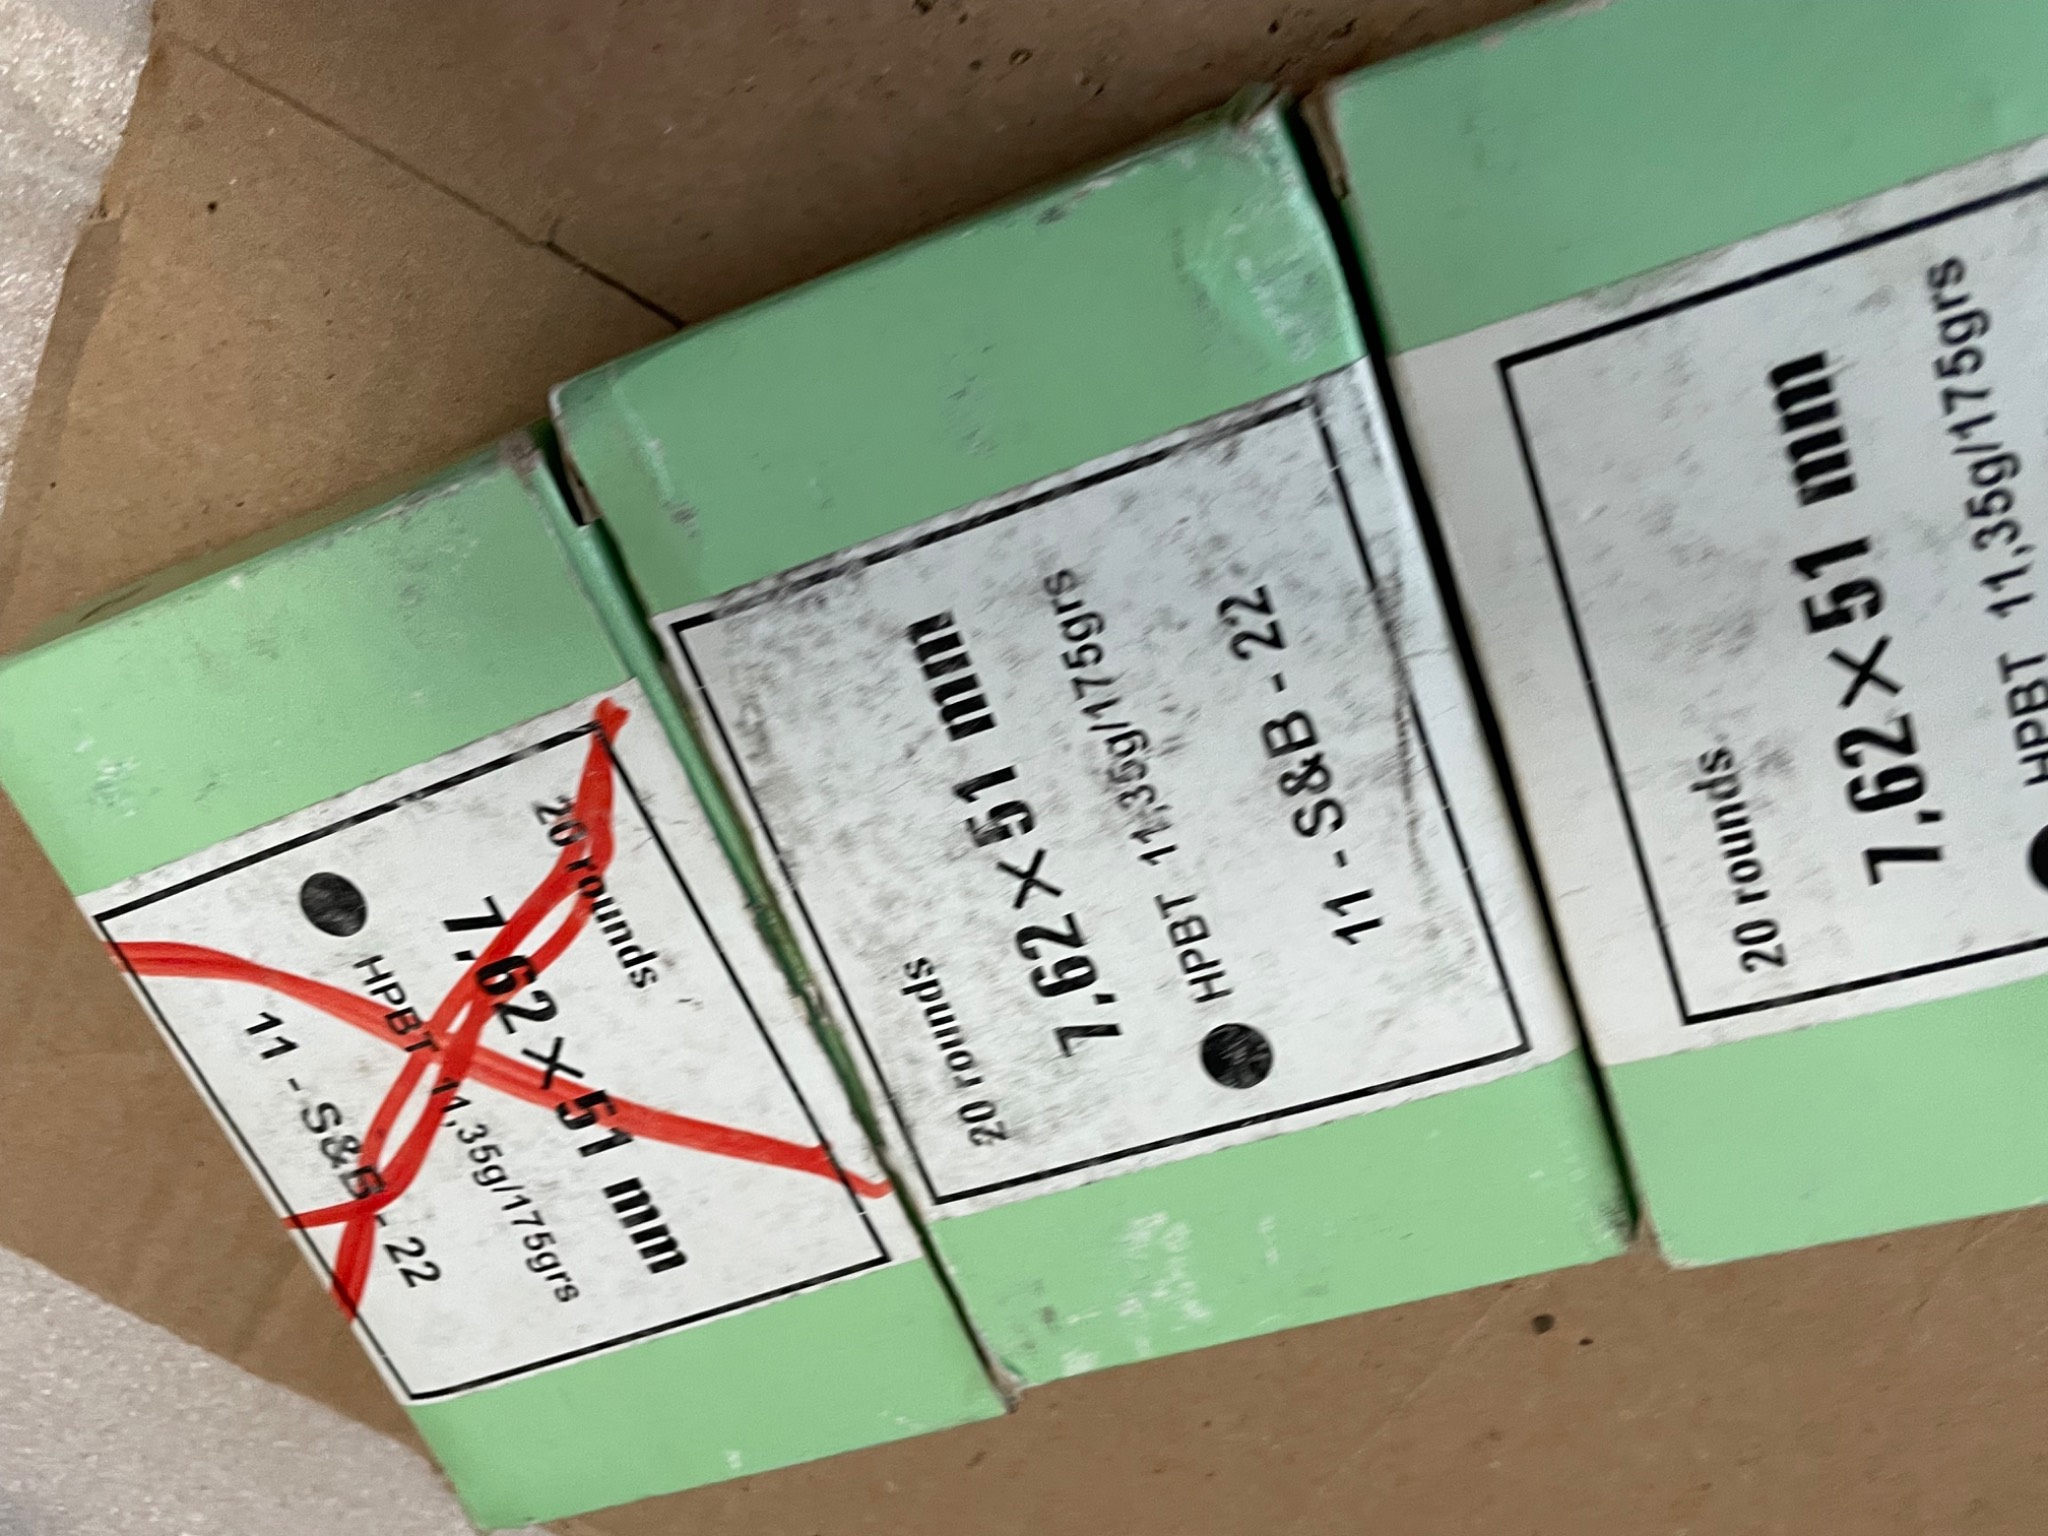 20 rounds
7,62 × 51 mm
HPBT 11,35g/175grs
11 - S&B - 22
20 rounds
7,62 × 51 mm
HPBT 11,35g/175grs
11 - S&B - 22
20 rounds
7,62 × 51 mm
HPBT 11,35g/175grs